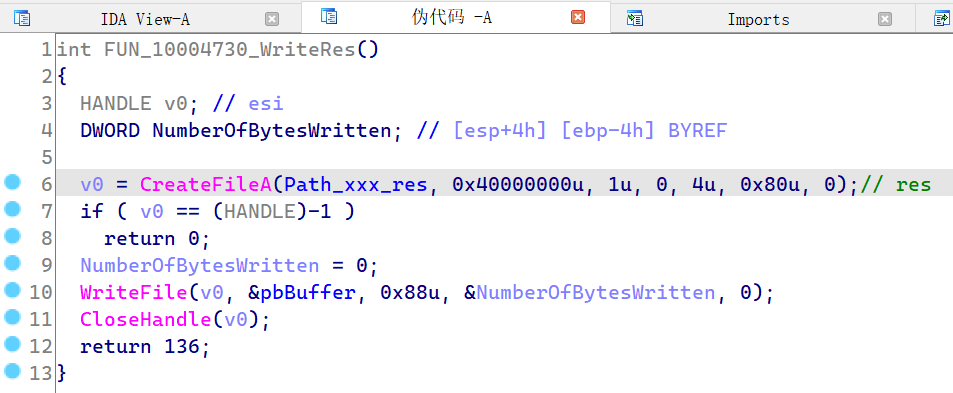 IDA View-A
伪代码 -A
Imports
1 int FUN_10004730_WriteRes()
2 {
3 HANDLE v0; // esi
4 DWORD NumberOfBytesWritten; // [esp+4h] [ebp-4h] BYREF
5
6 v0 = CreateFileA(Path_xxx_res, 0x40000000u, 1u, 0, 4u, 0x80u, 0);// res
7 if ( v0 == (HANDLE)-1 )
8 return 0;
9 NumberOfBytesWritten = 0;
10 WriteFile(v0, &pbBuffer, 0x88u, &NumberOfBytesWritten, 0);
11 CloseHandle(v0);
12 return 136;
13 }